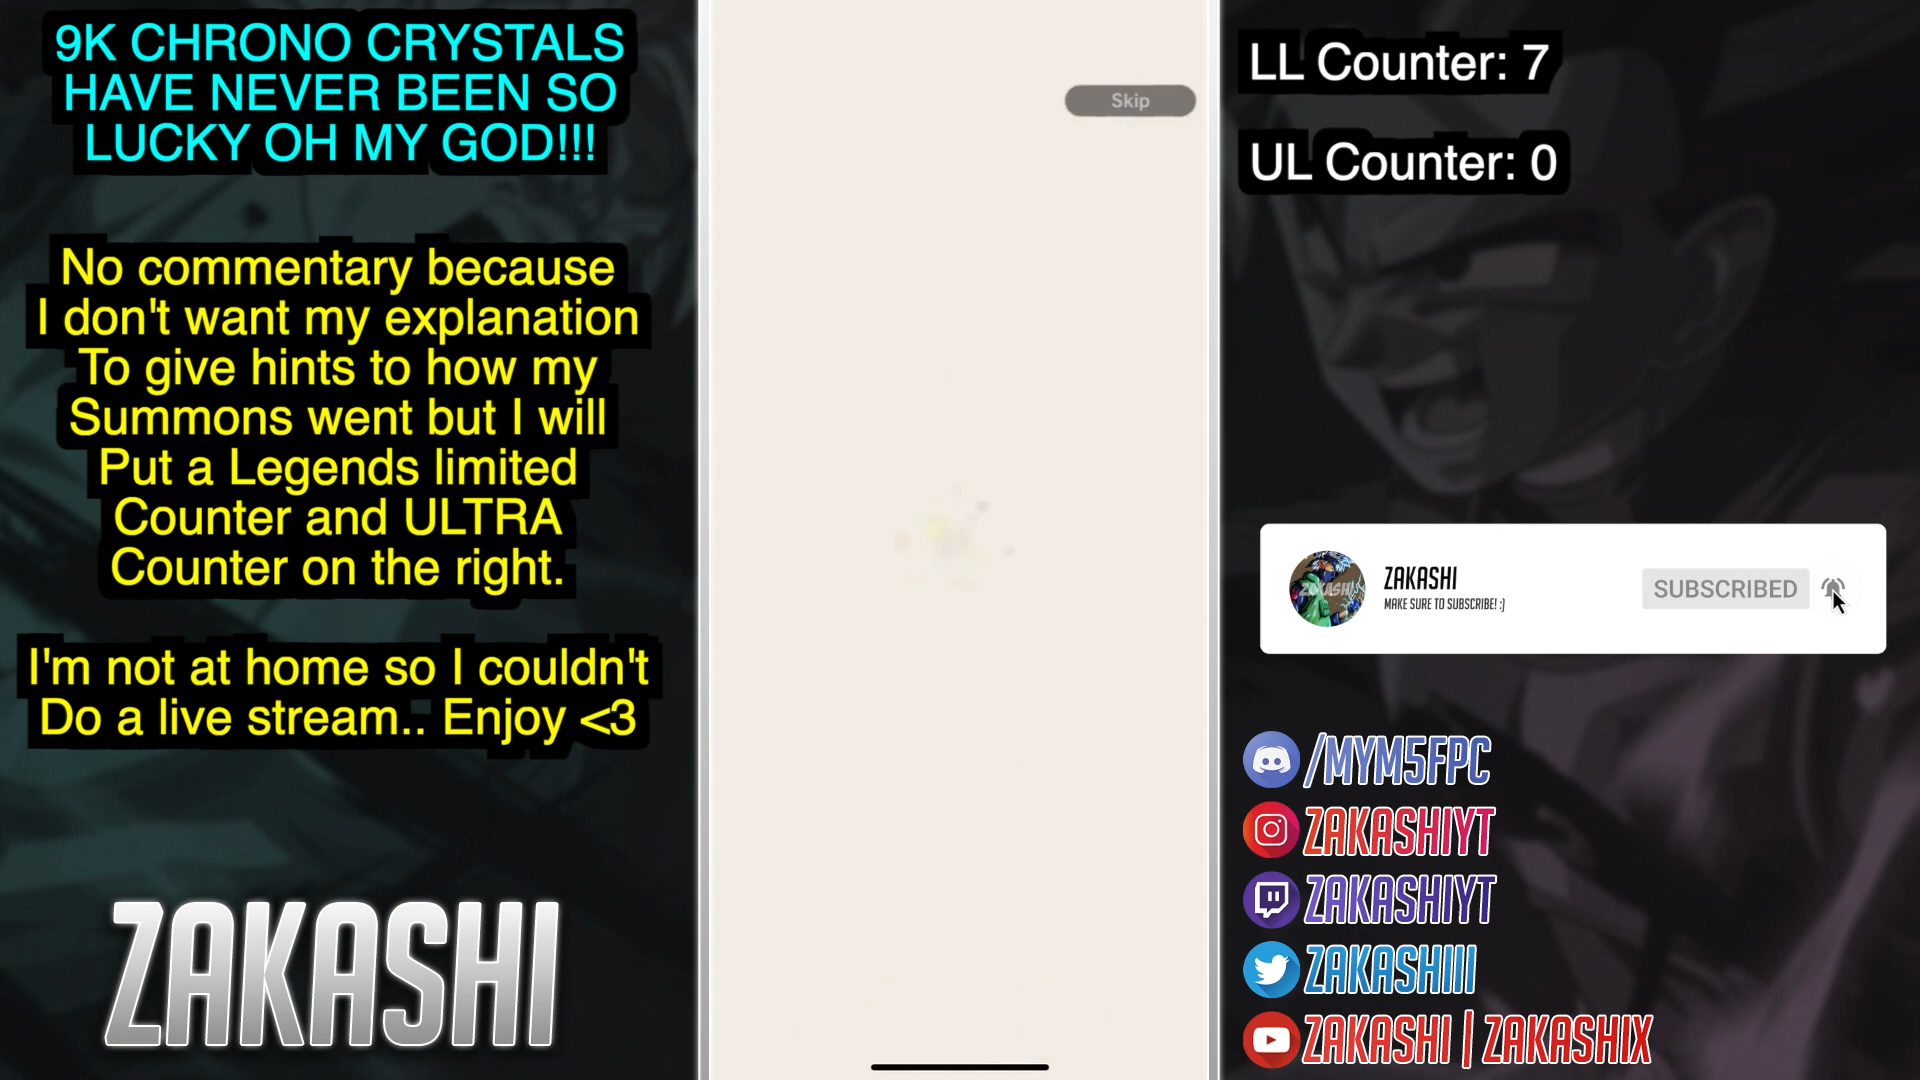 9K CHRONO CRYSTALS
HAVE NEVER BEEN SO
LUCKY OH MY GOD!!!
No commentary because
I don't want my explanation
To give hints to how my
Summons went but I will
Put a Legends limited
Counter and ULTRA
Counter on the right.
I'm not at home so I couldn't
Do a live stream.. Enjoy <3
ZAKASHI
Skip
LL Counter: 7
UL Counter: 0
ZAKASHI
ZAKASHI
MAKE SURE TO SUBSCRIBE! :)
SUBSCRIBED
/MYM5FPC
ZAKASHIYT
ZAKASHIYT
ZAKASHIII
ZAKASHI | ZAKASHIX